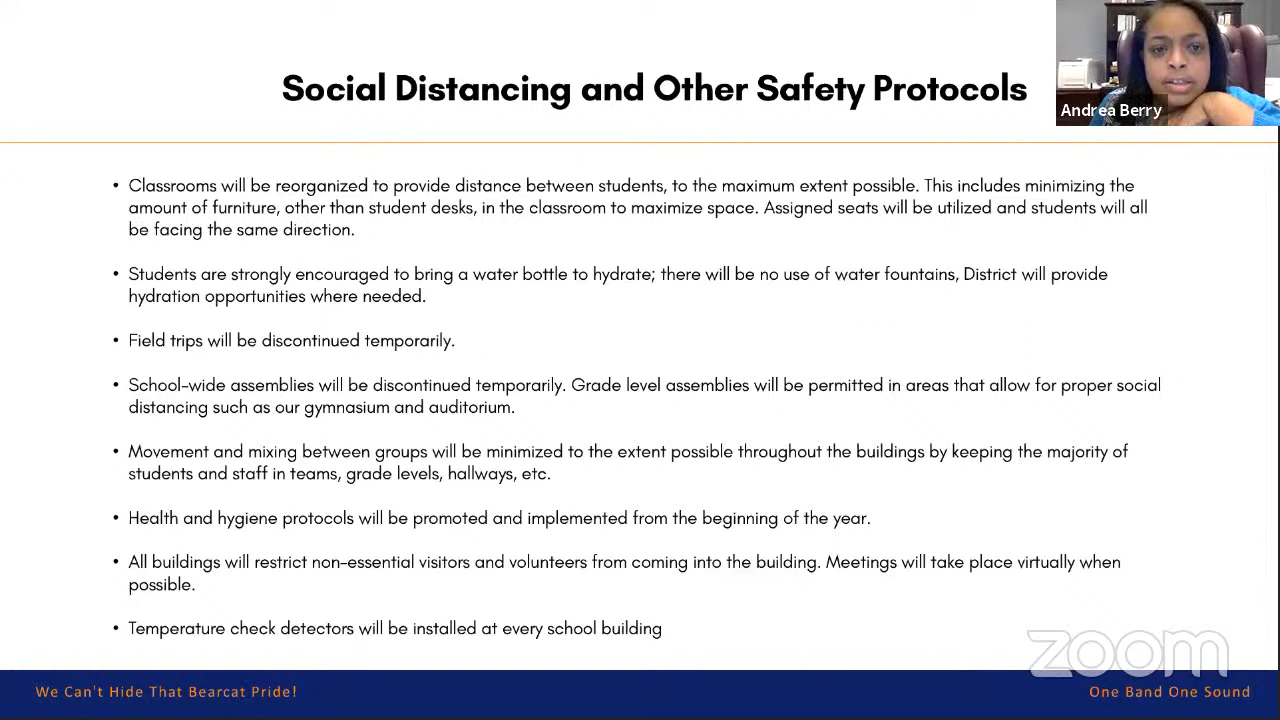 Social Distancing and Other Safety Protocols
Andrea Berry
• Classrooms will be reorganized to provide distance between students, to the maximum extent possible. This includes minimizing the
amount of furniture, other than student desks, in the classroom to maximize space. Assigned seats will be utilized and students will all
be facing the same direction.
• Students are strongly encouraged to bring a water bottle to hydrate; there will be no use of water fountains, District will provide
hydration opportunities where needed.
• Field trips will be discontinued temporarily.
• School-wide assemblies will be discontinued temporarily. Grade level assemblies will be permitted in areas that allow for proper social
distancing such as our gymnasium and auditorium.
• Movement and mixing between groups will be minimized to the extent possible throughout the buildings by keeping the majority of
students and staff in teams, grade levels, hallways, etc.
• Health and hygiene protocols will be promoted and implemented from the beginning of the year.
• All buildings will restrict non-essential visitors and volunteers from coming into the building. Meetings will take place virtually when
possible.
• Temperature check detectors will be installed at every school building
zoom
We Can't Hide That Bearcat Pride!
One Band One Sound